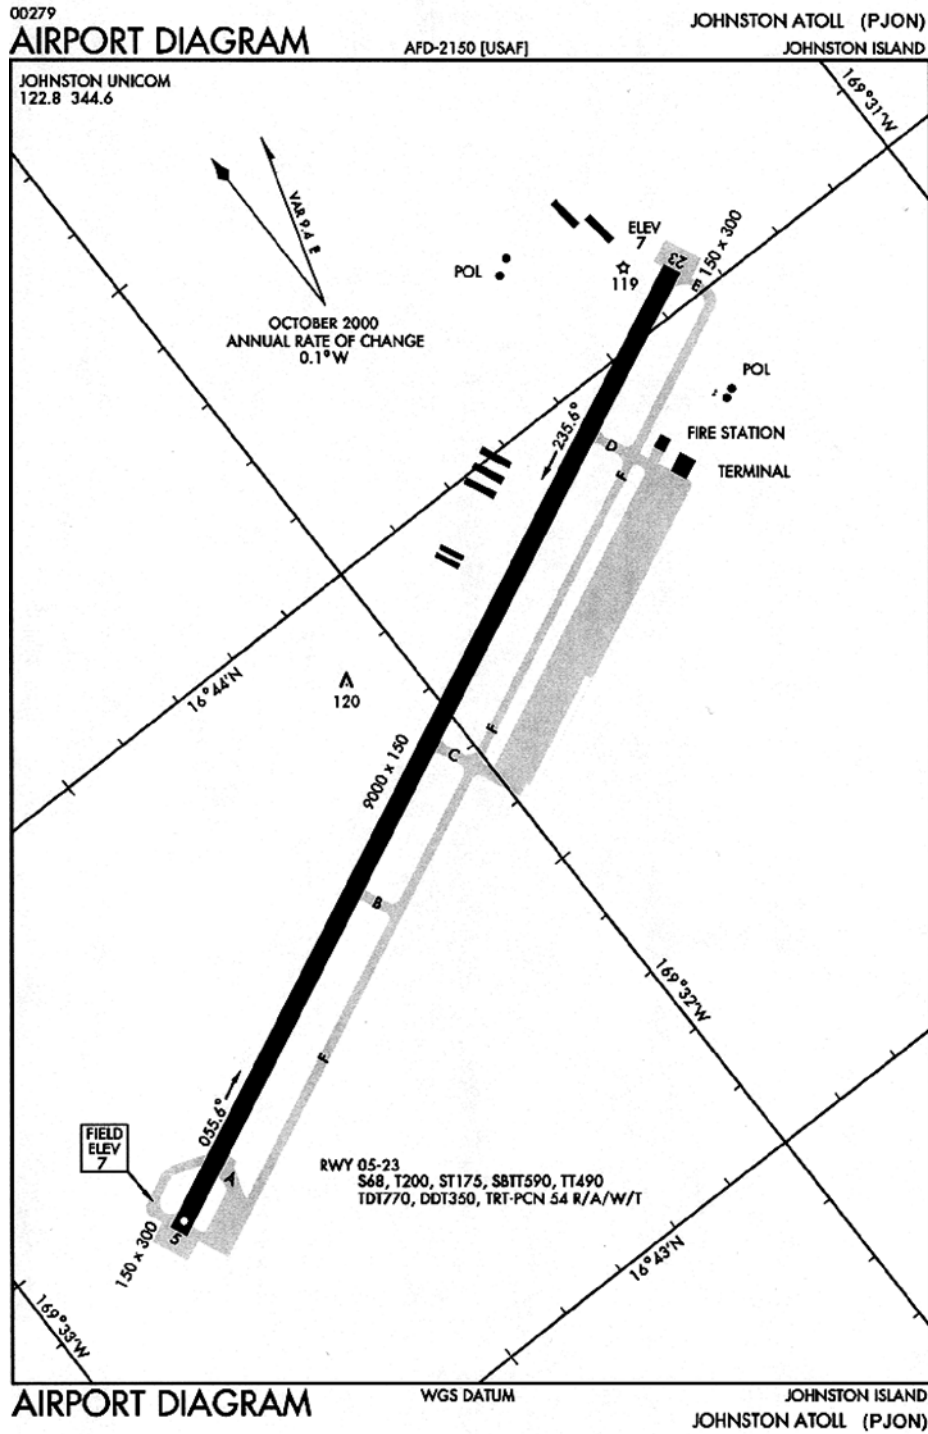 00279
AIRPORT DIAGRAM
AFD-2150 [USAF]
JOHNSTON ATOLL (PJON)
JOHNSTON ISLAND
JOHNSTON UNICOM
122.8 344.6
169°31'W
VAR 9.4 E
OCTOBER 2000
ANNUAL RATE OF CHANGE
0.1°W
POL
ELEV
7
119
23
150 x 300
E
POL
235.6°
D
FIRE STATION
TERMINAL
F
16°44'N
120
F
9000 x 150
C
B
169°32'W
F
055.6°
FIELD
ELEV
7
A
RWY 05-23
S68, T200, ST175, SBTT590, TT490
TDT770, DDT350, TRT-PCN 54 R/A/W/T
5
150 x 300
16°43'N
169°33'W
AIRPORT DIAGRAM
WGS DATUM
JOHNSTON ISLAND
JOHNSTON ATOLL (PJON)